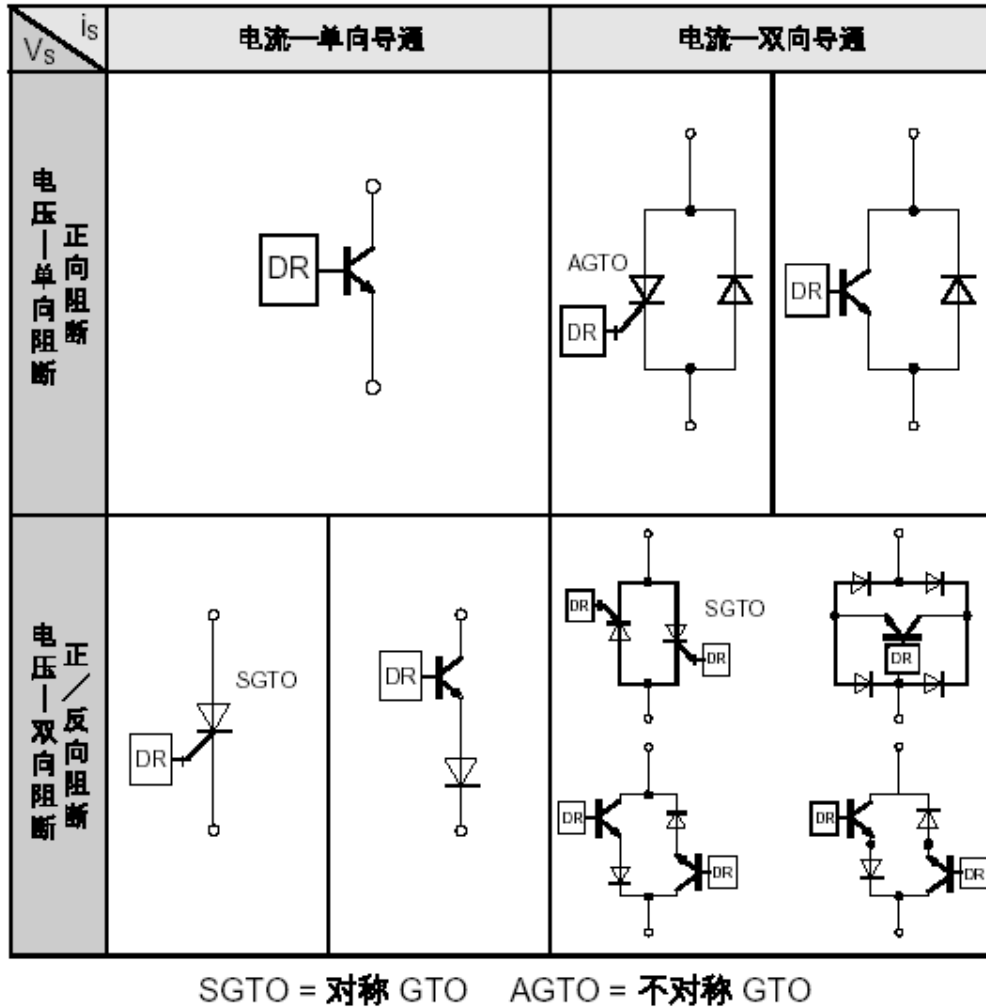 iS
VS
电流—单向导通
电流—双向导通
电压—单向阻断
正向阻断
DR
AGTO
DR
DR
电压—双向阻断
正／反向阻断
SGTO
DR
DR
DR
SGTO
DR
DR
DR
DR
DR
DR
SGTO = 对称 GTO AGTO = 不对称 GTO